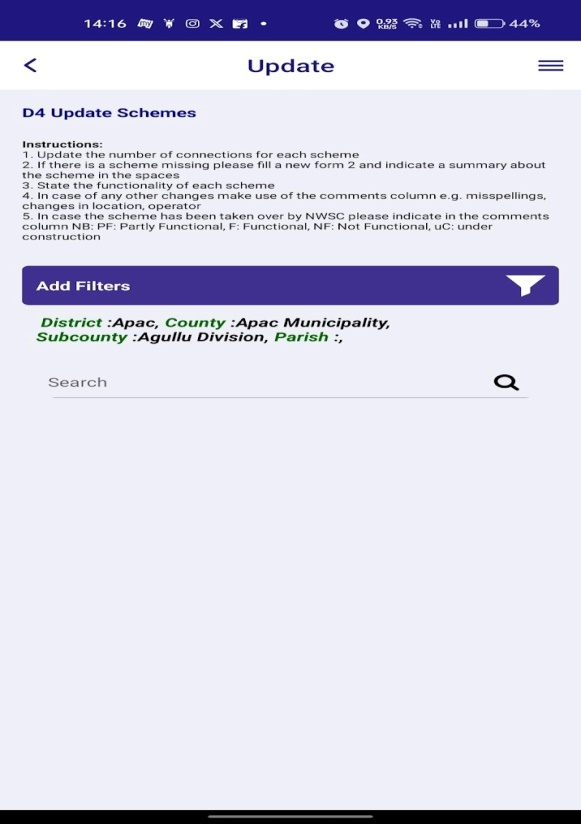 14:16
0.93 KB/S
Vo LTE
44%
Update
D4 Update Schemes
Instructions:
1. Update the number of connections for each scheme
2. If there is a scheme missing please fill a new form 2 and indicate a summary about
the scheme in the spaces
3. State the functionality of each scheme
4. In case of any other changes make use of the comments column e.g. misspellings,
changes in location, operator
5. In case the scheme has been taken over by NWSC please indicate in the comments
column NB: PF: Partly Functional, F: Functional, NF: Not Functional, uC: under
construction
Add Filters
District :Apac, County :Apac Municipality,
Subcounty :Agullu Division, Parish :,
Search